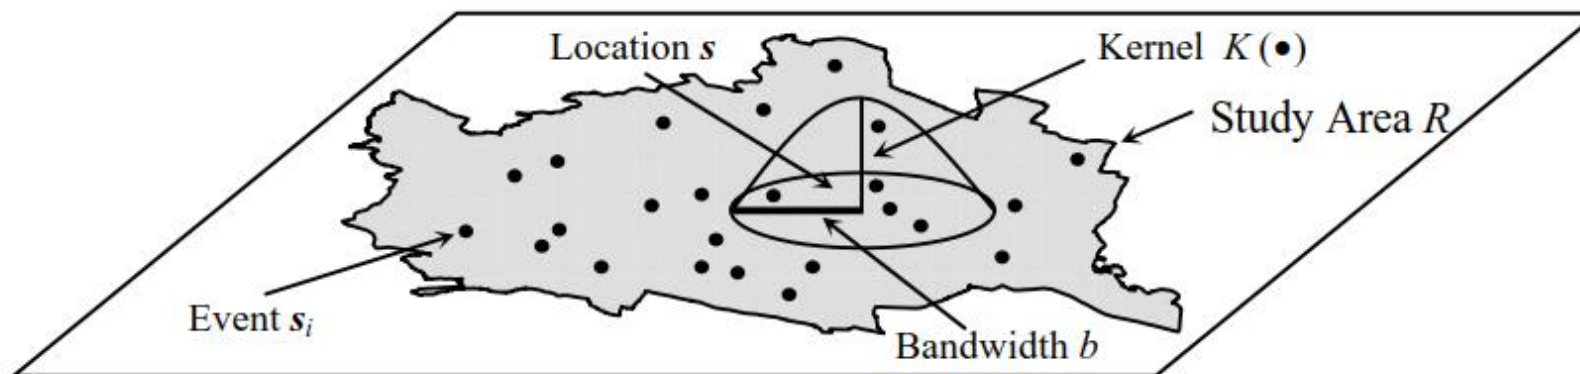 Location s
Kernel K(•)
Study Area R
Event sᵢ
Bandwidth b